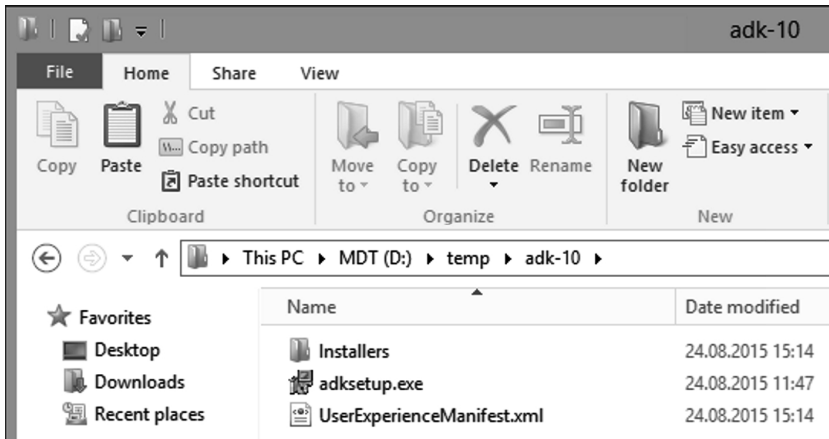 adk-10
File Home Share View
Copy Paste Cut Copy path Paste shortcut Move to Copy to Delete Rename New folder New item Easy access
Clipboard Organize New
This PC MDT (D:) temp adk-10
Favorites Name Date modified
Desktop Installers 24.08.2015 15:14
Downloads adksetup.exe 24.08.2015 11:47
Recent places UserExperienceManifest.xml 24.08.2015 15:14